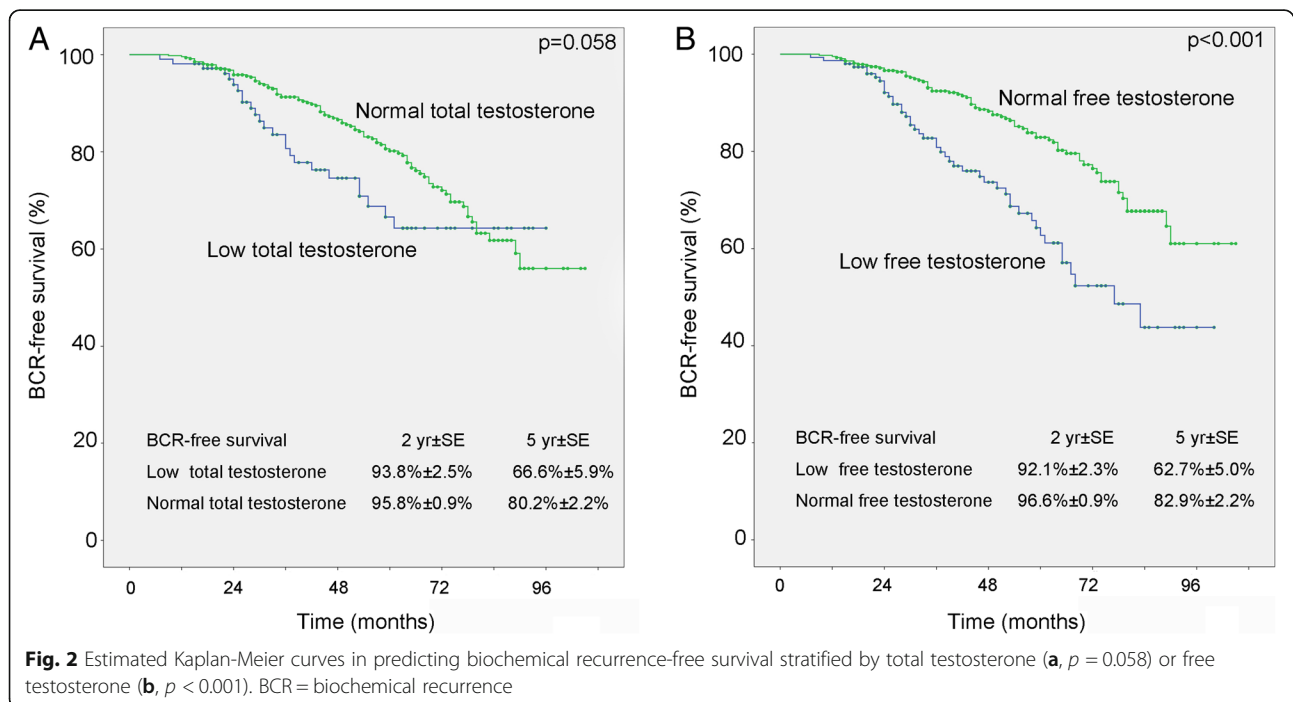 A
p=0.058
100
80
60
40
20
0
BCR-free survival (%)
Normal total testosterone
Low total testosterone
BCR-free survival 2 yr±SE 5 yr±SE
Low total testosterone 93.8%±2.5% 66.6%±5.9%
Normal total testosterone 95.8%±0.9% 80.2%±2.2%
0 24 48 72 96
Time (months)
B
p<0.001
100
80
60
40
20
0
BCR-free survival (%)
Normal free testosterone
Low free testosterone
BCR-free survival 2 yr±SE 5 yr±SE
Low free testosterone 92.1%±2.3% 62.7%±5.0%
Normal free testosterone 96.6%±0.9% 82.9%±2.2%
0 24 48 72 96
Time (months)
Fig. 2 Estimated Kaplan-Meier curves in predicting biochemical recurrence-free survival stratified by total testosterone (a, p = 0.058) or free
testosterone (b, p < 0.001). BCR = biochemical recurrence